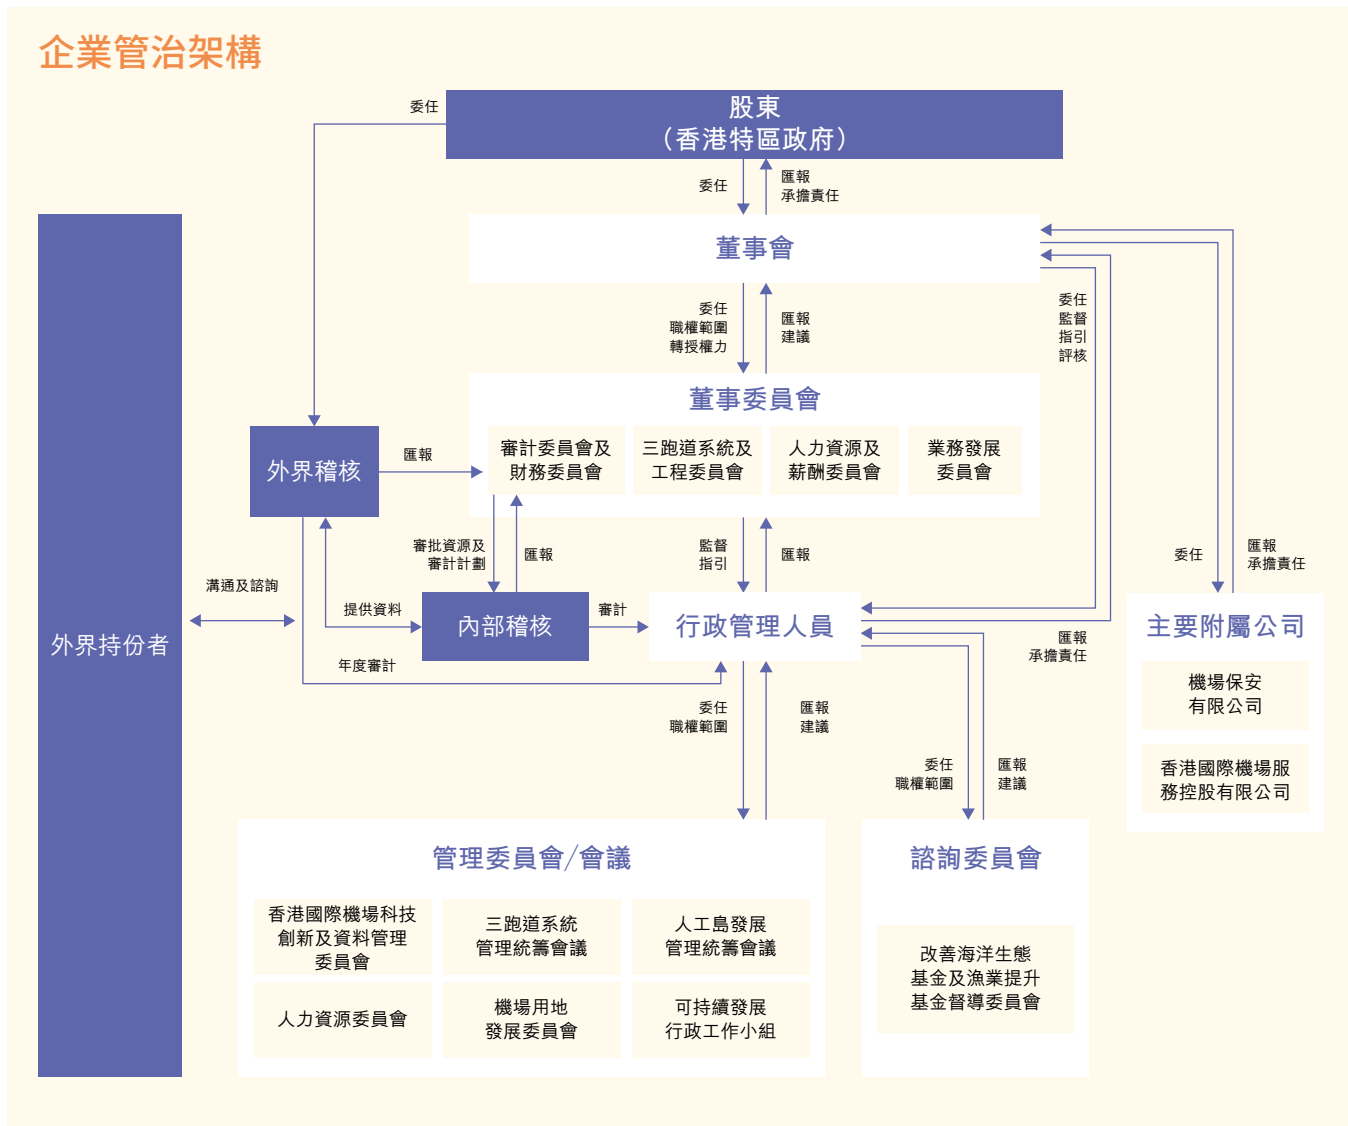 企業管治架構
委任
股東
（香港特區政府）
委任
匯報
承擔責任
董事會
委任
職權範圍
轉授權力
匯報
建議
委任
監督
指引
評核
董事委員會
審計委員會及
財務委員會
三跑道系統及
工程委員會
人力資源及
薪酬委員會
業務發展
委員會
外界稽核
匯報
審批資源及
審計計劃
匯報
監督
指引
匯報
委任
匯報
承擔責任
溝通及諮詢
外界持份者
提供資料
內部稽核
審計
行政管理人員
年度審計
匯報
承擔責任
主要附屬公司
機場保安
有限公司
香港國際機場服
務控股有限公司
委任
職權範圍
匯報
建議
委任
職權範圍
匯報
建議
管理委員會/會議
香港國際機場科技
創新及資料管理
委員會
三跑道系統
管理統籌會議
人工島發展
管理統籌會議
人力資源委員會
機場用地
發展委員會
可持續發展
行政工作小組
諮詢委員會
改善海洋生態
基金及漁業提升
基金督導委員會